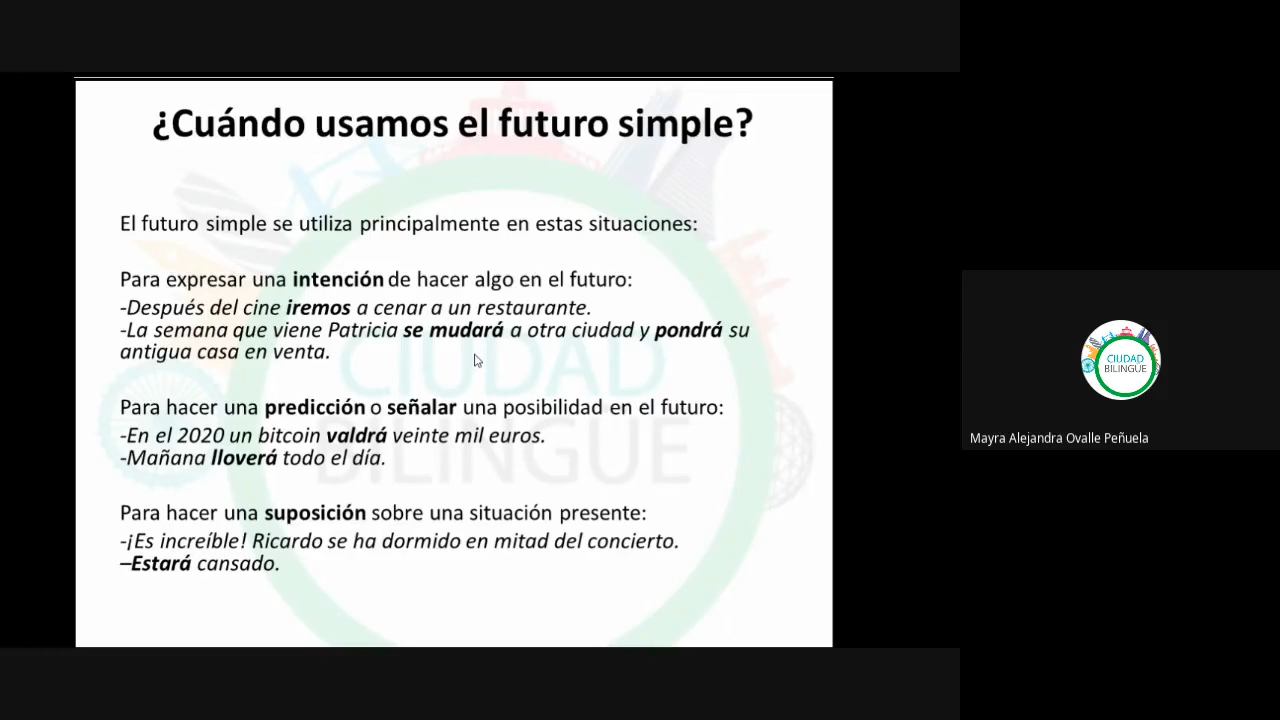 ¿Cuándo usamos el futuro simple?
El futuro simple se utiliza principalmente en estas situaciones:
Para expresar una intención de hacer algo en el futuro:
-Después del cine iremos a cenar a un restaurante.
-La semana que viene Patricia se mudará a otra ciudad y pondrá su
antigua casa en venta.
Para hacer una predicción o señalar una posibilidad en el futuro:
-En el 2020 un bitcoin valdrá veinte mil euros.
-Mañana lloverá todo el día.
Para hacer una suposición sobre una situación presente:
-¡Es increíble! Ricardo se ha dormido en mitad del concierto.
–Estará cansado.
CIUDAD
BILINGÜE
CIUDAD
BILINGÜE
Mayra Alejandra Ovalle Peñuela